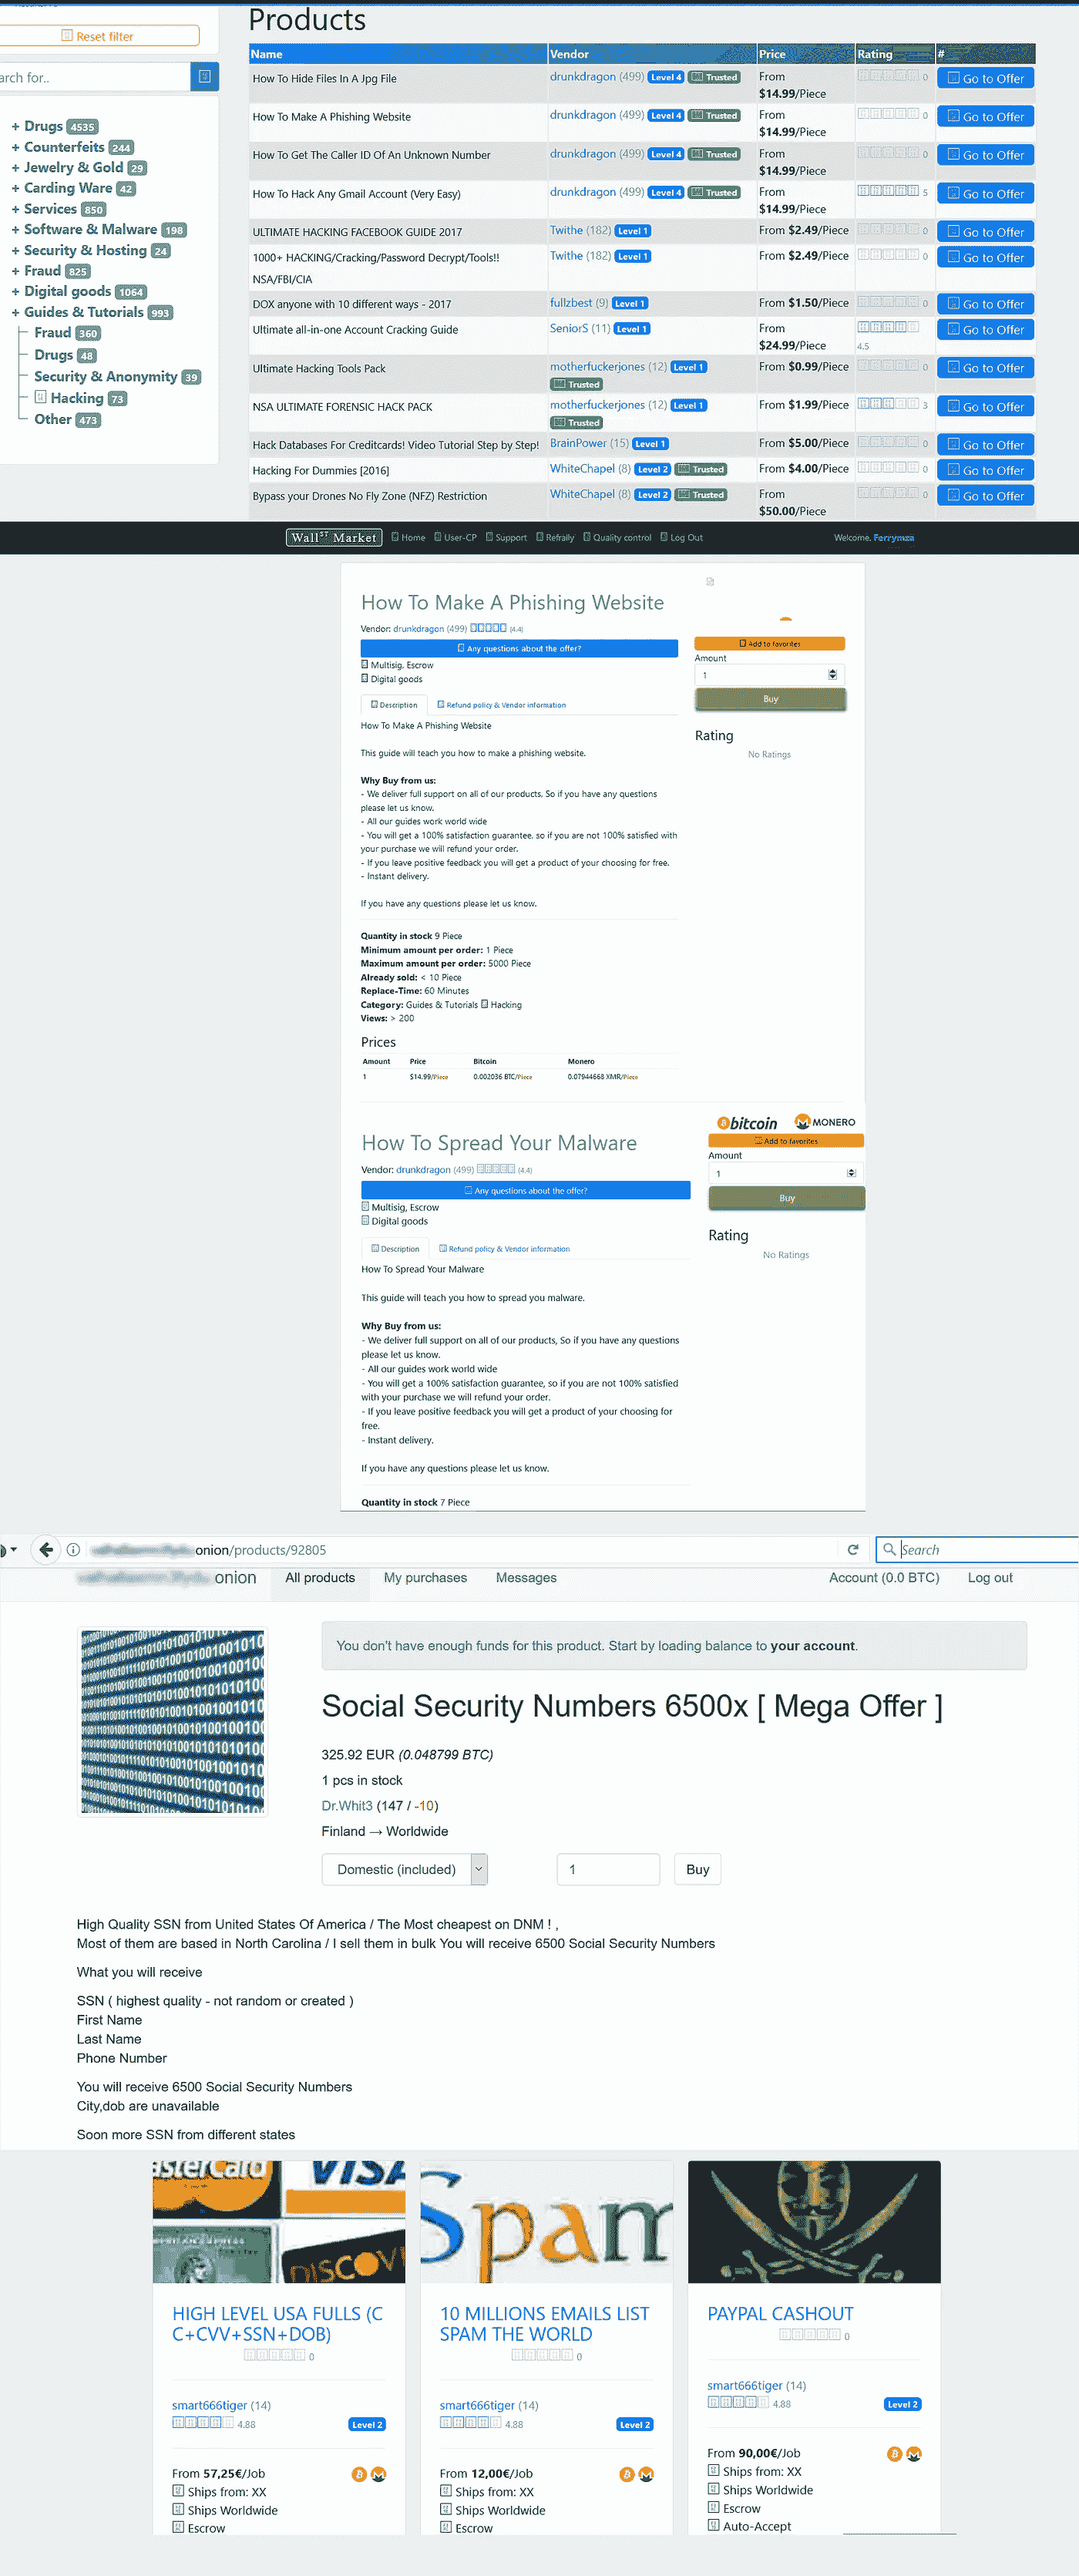 Products
Reset filter
arch for..
+ Drugs 4535
+ Counterfeits 244
+ Jewelry & Gold 29
+ Carding Ware 42
+ Services 850
+ Software & Malware 198
+ Security & Hosting 24
+ Fraud 825
+ Digital goods 1064
+ Guides & Tutorials 993
Fraud 360
Drugs 48
Security & Anonymity 39
Hacking 73
Other 473
Name Vendor Price Rating #
How To Hide Files In A Jpg File drunkdragon (499) Level 4 Trusted From $14.99/Piece 0 Go to Offer
How To Make A Phishing Website drunkdragon (499) Level 4 Trusted From $14.99/Piece 0 Go to Offer
How To Get The Caller ID Of An Unknown Number drunkdragon (499) Level 4 Trusted From $14.99/Piece 0 Go to Offer
How To Hack Any Gmail Account (Very Easy) drunkdragon (499) Level 4 Trusted From $14.99/Piece 5 Go to Offer
ULTIMATE HACKING FACEBOOK GUIDE 2017 Twithe (182) Level 1 From $2.49/Piece 0 Go to Offer
1000+ HACKING/Cracking/Password Decrypt/Tools!! Twithe (182) Level 1 From $2.49/Piece 0 Go to Offer
NSA/FBI/CIA
DOX anyone with 10 different ways - 2017 fullzbest (9) Level 1 From $1.50/Piece 0 Go to Offer
Ultimate all-in-one Account Cracking Guide SeniorS (11) Level 1 From $24.99/Piece 4.5 Go to Offer
Ultimate Hacking Tools Pack motherfuckerjones (12) Level 1 Trusted From $0.99/Piece 0 Go to Offer
NSA ULTIMATE FORENSIC HACK PACK motherfuckerjones (12) Level 1 Trusted From $1.99/Piece 3 Go to Offer
Hack Databases For Creditcards! Video Tutorial Step by Step! BrainPower (15) Level 1 From $5.00/Piece 0 Go to Offer
Hacking For Dummies [2016] WhiteChapel (8) Level 2 Trusted From $4.00/Piece 0 Go to Offer
Bypass your Drones No Fly Zone (NFZ) Restriction WhiteChapel (8) Level 2 Trusted From $50.00/Piece 0 Go to Offer
Wall ST Market Home User-CP Support Refrally Quality control Log Out Welcome,
How To Make A Phishing Website
Vendor: drunkdragon (499) (4.4)
Any questions about the offer?
Multisig, Escrow
Digital goods
Description Refund policy & Vendor information
Add to favorites
Amount
1
Buy
Rating
No Ratings
How To Make A Phishing Website
This guide will teach you how to make a phishing website.
Why Buy from us:
- We deliver full support on all of our products, So if you have any questions
please let us know.
- All our guides work world wide
- You will get a 100% satisfaction guarantee, so if you are not 100% satisfied with
your purchase we will refund your order.
- If you leave positive feedback you will get a product of your choosing for free.
- Instant delivery.
If you have any questions please let us know.
Quantity in stock 9 Piece
Minimum amount per order: 1 Piece
Maximum amount per order: 5000 Piece
Already sold: < 10 Piece
Replace-Time: 60 Minutes
Category: Guides & Tutorials Hacking
Views: > 200
Prices
Amount Price Bitcoin Monero
1 $14.99/Piece 0.002036 BTC/Piece 0.07944668 XMR/Piece
bitcoin MONERO
How To Spread Your Malware
Vendor: drunkdragon (499) (4.4)
Any questions about the offer?
Multisig, Escrow
Digital goods
Description Refund policy & Vendor information
Add to favorites
Amount
1
Buy
Rating
No Ratings
How To Spread Your Malware
This guide will teach you how to spread you malware.
Why Buy from us:
- We deliver full support on all of our products, So if you have any questions
please let us know.
- All our guides work world wide
- You will get a 100% satisfaction guarantee, so if you are not 100% satisfied
with your purchase we will refund your order.
- If you leave positive feedback you will get a product of your choosing for
free.
- Instant delivery.
If you have any questions please let us know.
Quantity in stock 7 Piece
onion/products/92805 Search
onion All products My purchases Messages Account (0.0 BTC) Log out
You don't have enough funds for this product. Start by loading balance to your account.
Social Security Numbers 6500x [ Mega Offer ]
325.92 EUR (0.048799 BTC)
1 pcs in stock
Dr.Whit3 (147 / -10)
Finland → Worldwide
Domestic (included) 1 Buy
High Quality SSN from United States Of America / The Most cheapest on DNM ! ,
Most of them are based in North Carolina / I sell them in bulk You will receive 6500 Social Security Numbers
What you will receive
SSN ( highest quality - not random or created )
First Name
Last Name
Phone Number
You will receive 6500 Social Security Numbers
City,dob are unavailable
Soon more SSN from different states
asterCard VISA
DISCOV
Spam
HIGH LEVEL USA FULLS (C
C+CVV+SSN+DOB)
0
smart666tiger (14)
4.88 Level 2
From 57,25€/Job
Ships from: XX
Ships Worldwide
Escrow
10 MILLIONS EMAILS LIST
SPAM THE WORLD
0
smart666tiger (14)
4.88 Level 2
From 12,00€/Job
Ships from: XX
Ships Worldwide
Escrow
PAYPAL CASHOUT
0
smart666tiger (14)
4.88 Level 2
From 90,00€/Job
Ships from: XX
Ships Worldwide
Escrow
Auto-Accept